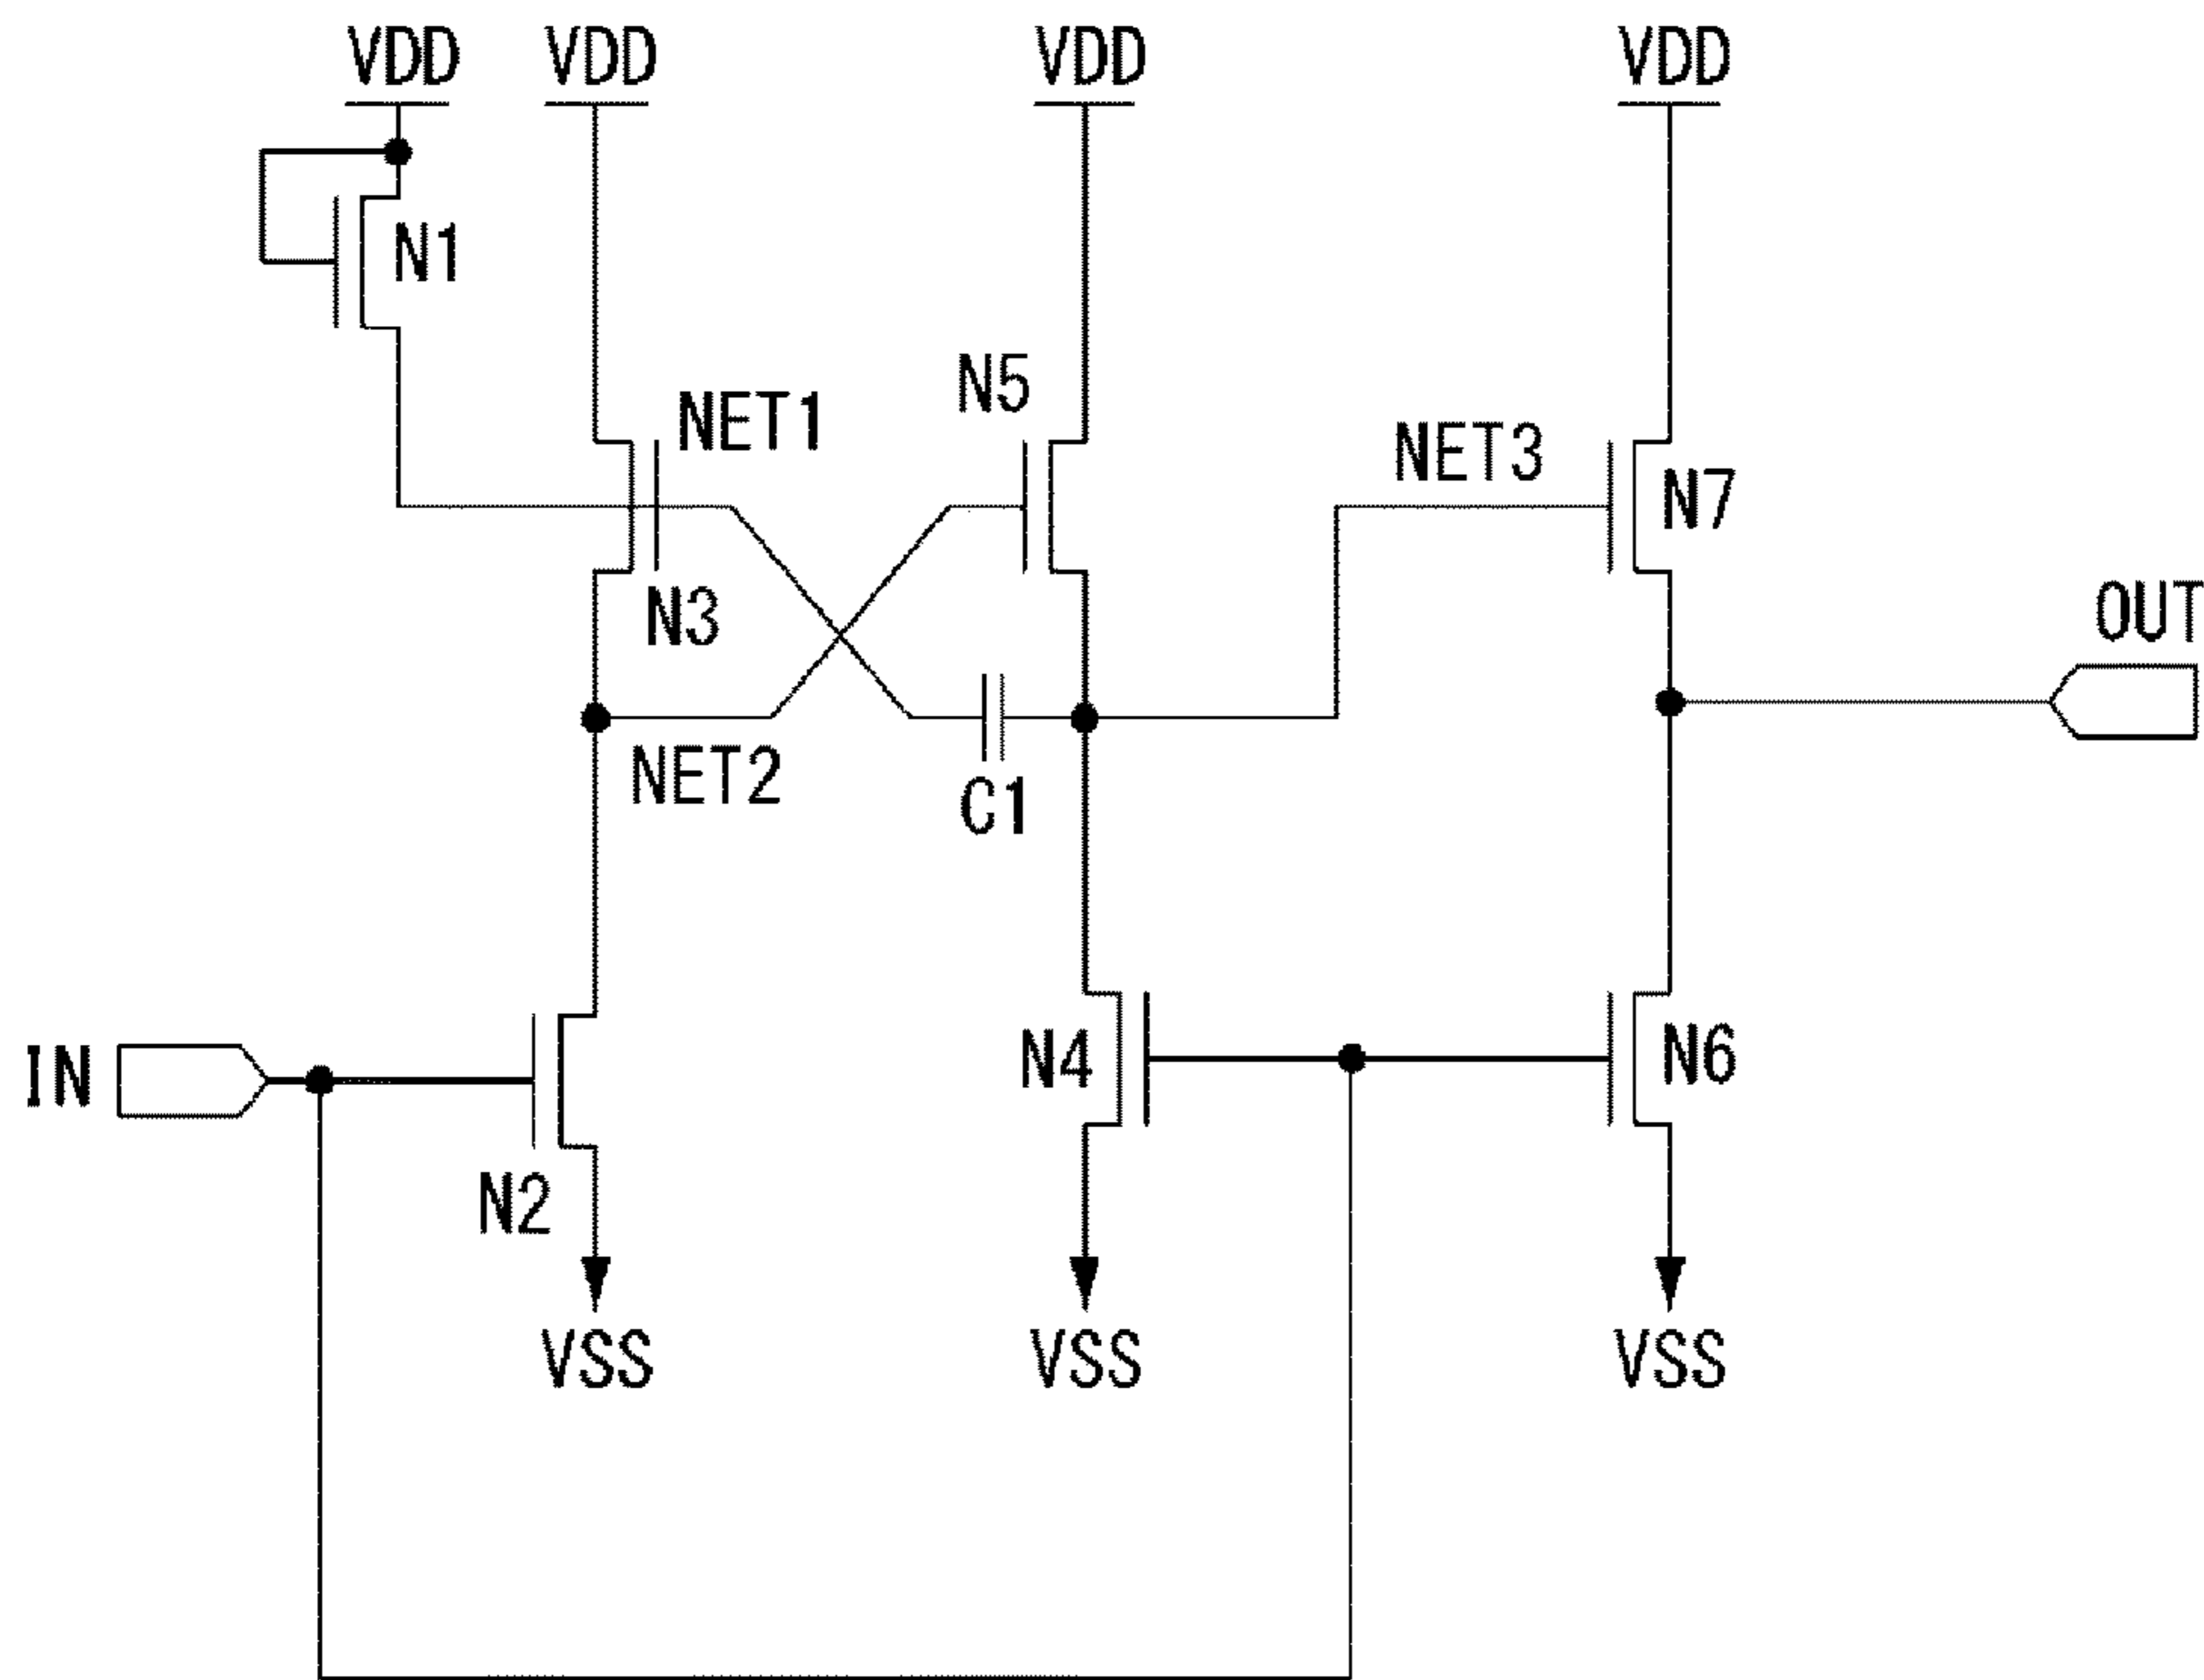 VDD VDD VDD VDD
N1
N5
NET1
NET3
N7
N3
OUT
NET2
C1
IN
N4
N6
N2
VSS VSS VSS